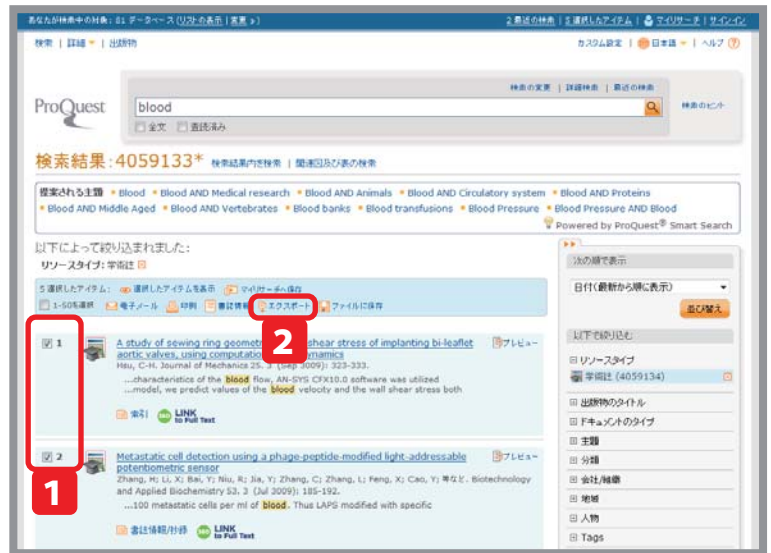 あなたが検索中の対象: 81 データベース (リストの表示 | 変更 »)
2 最近の検索 | 5 選択したアイテム | マイリサーチ | サインイン
検索 | 詳細 | 出版物
カスタム設定 | 日本語 | ヘルプ
検索の変更 | 詳細検索 | 最近の検索
ProQuest
blood
検索のヒント
全文 査読済み
検索結果:4059133* 検索結果内を検索 | 関連図及び表の検索
提案される主題 Blood Blood AND Medical research Blood AND Animals Blood AND Circulatory system Blood AND Proteins
Blood AND Middle Aged Blood AND Vertebrates Blood banks Blood transfusions Blood Pressure Blood Pressure AND Blood
Powered by ProQuest® Smart Search
以下によって絞り込まれました:
リソースタイプ: 学術誌
5 選択したアイテム: 選択したアイテムを表示 マイリサーチへ保存
1-50を選択 電子メール 印刷 書誌情報 エクスポート ファイルに保存
1
2
1 A study of sewing ring geometr shear stress of implanting bi-leaflet
aortic valves, using computatio namics
プレビュー
Hsu, C-H. Journal of Mechanics 25. 3 (Sep 2009): 323-333.
...characteristics of the blood flow, AN-SYS CFX10.0 software was utilized
...model, we predict values of the blood velocity and the wall shear stress both
索引 360 LINK to Full Text
2 Metastatic cell detection using a phage-peptide-modified light-addressable
potentiometric sensor
プレビュー
Zhang, H; Li, X; Bai, Y; Niu, R; Jia, Y; Zhang, C; Zhang, L; Feng, X; Cao, Y; 等など. Biotechnology
and Applied Biochemistry 53. 3 (Jul 2009): 185-192.
...100 metastatic cells per ml of blood. Thus LAPS modified with specific
書誌情報/抄録 360 LINK to Full Text
次の順で表示
日付(最新から順に表示)
並び替え
以下で絞り込む
リソースタイプ
学術誌 (4059134)
出版物のタイトル
ドキュメントのタイプ
主題
分類
会社/組織
地域
人物
Tags